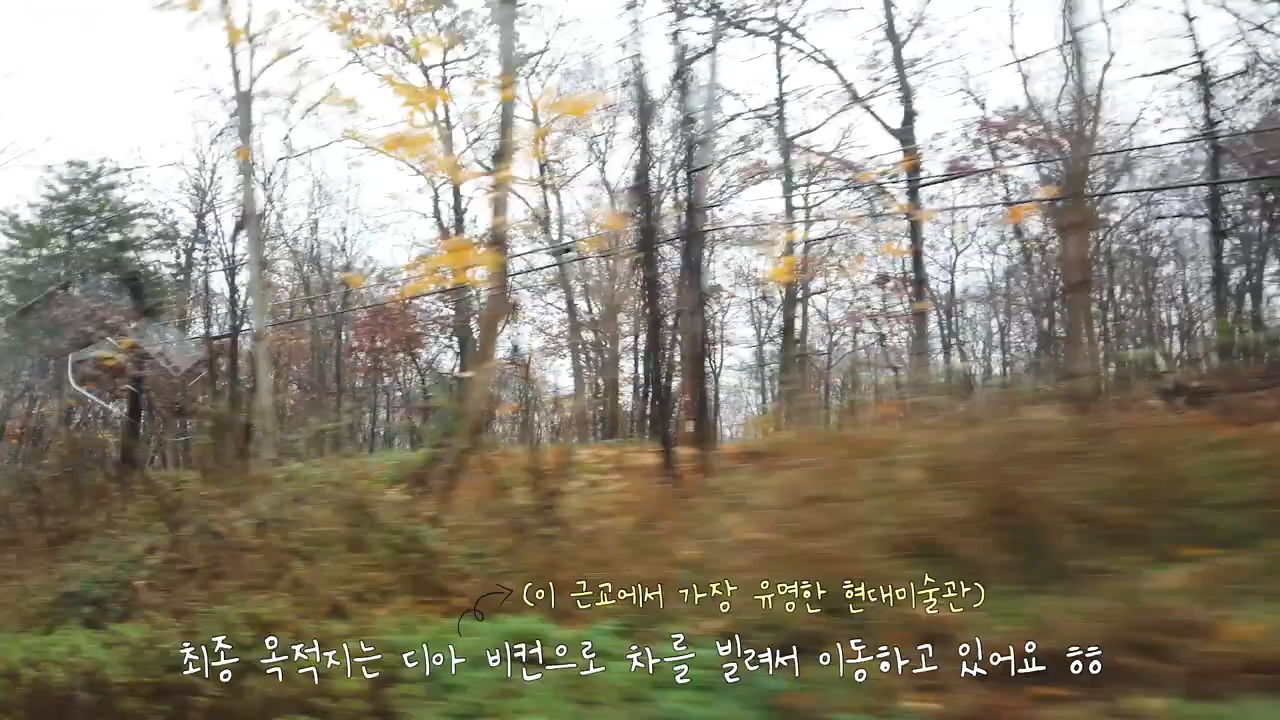 (이 근교에서 가장 유명한 현대미술관)
최종 목적지는 디아 비컨으로 차를 빌려서 이동하고 있어요 ㅎㅎ